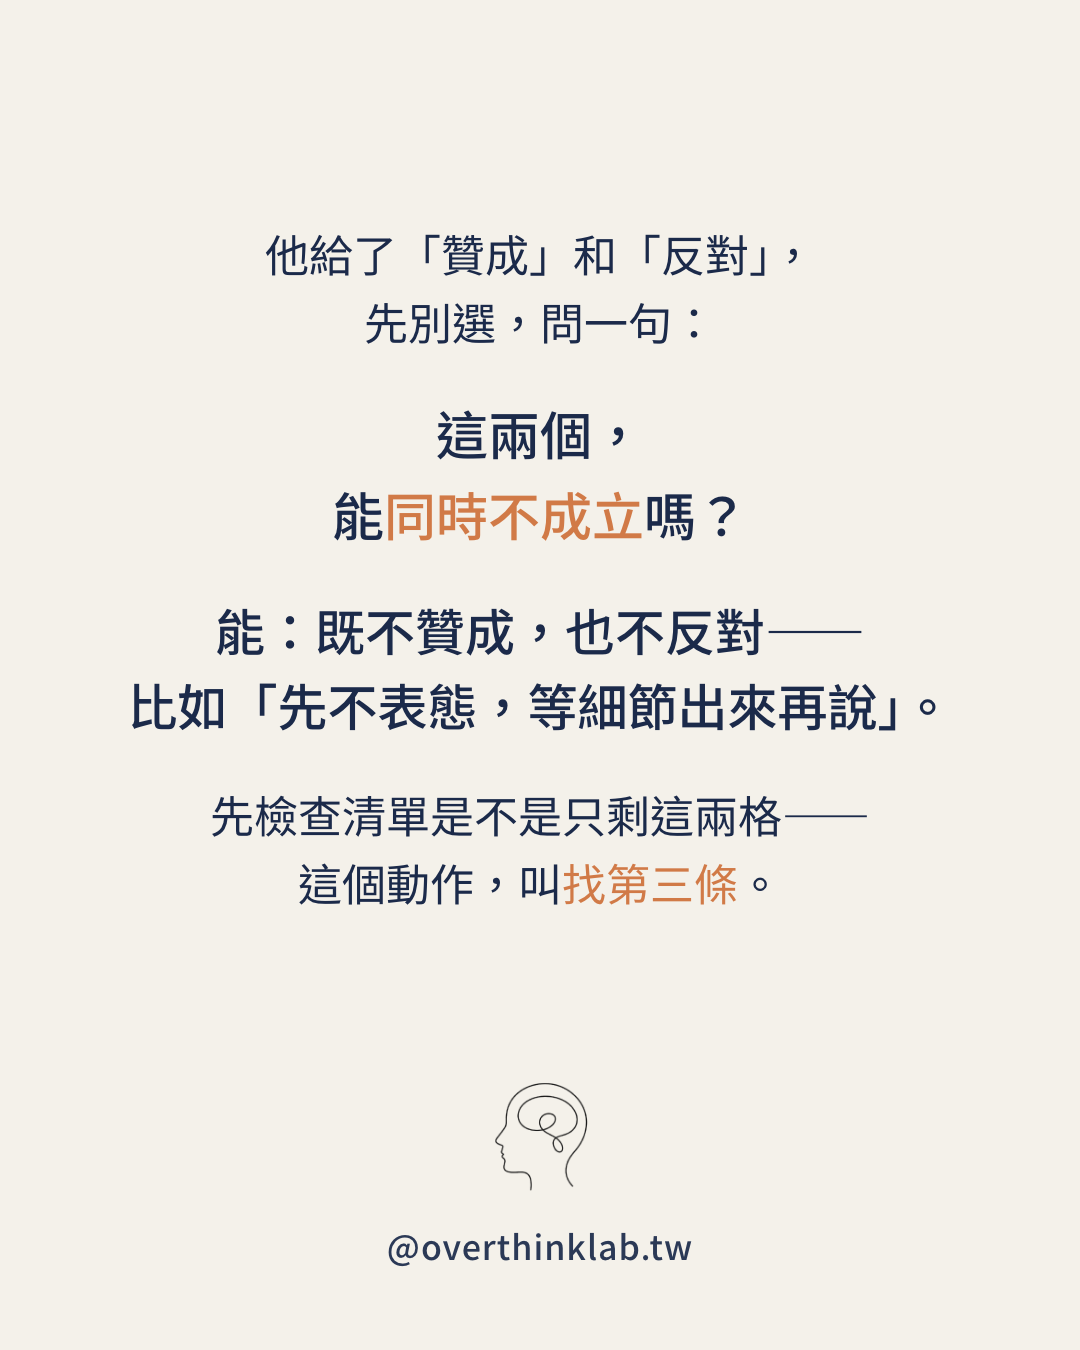 他給了「贊成」和「反對」，
先別選，問一句：
這兩個，
能同時不成立嗎？
能：既不贊成，也不反對——
比如「先不表態，等細節出來再說」。
先檢查清單是不是只剩這兩格——
這個動作，叫找第三條。
@overthinklab.tw